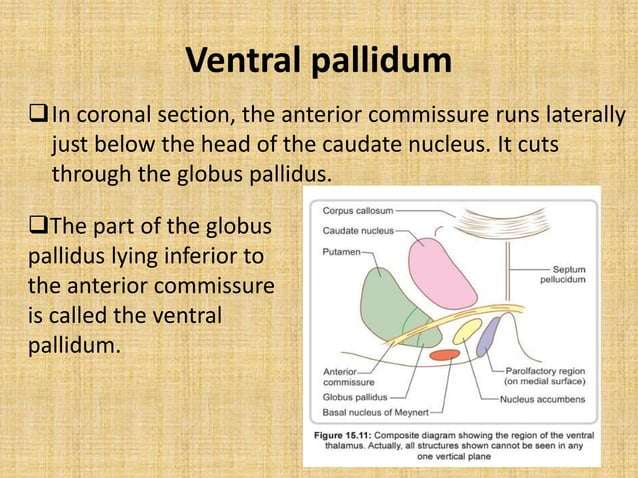 Ventral pallidum
❑In coronal section, the anterior commissure runs laterally
just below the head of the caudate nucleus. It cuts
through the globus pallidus.
❑The part of the globus
pallidus lying inferior to
the anterior commissure
is called the ventral
pallidum.
Corpus callosum
Caudate nucleus
Putamen
Septum
pellucidum
Anterior
commissure
Globus pallidus
Basal nucleus of Meynert
Parolfactory region
(on medial surface)
Nucleus accumbens
Figure 15.11: Composite diagram showing the region of the ventral
thalamus. Actually, all structures shown cannot be seen in any
one vertical plane